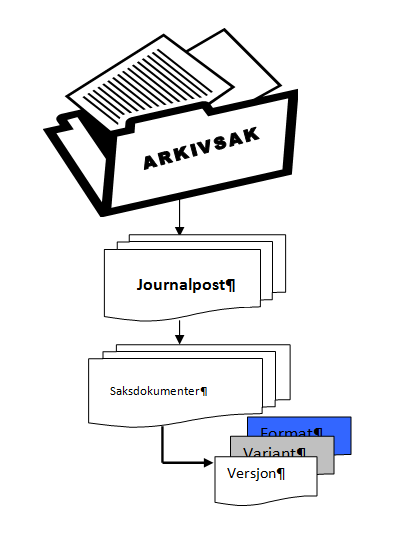 ARKIVSAK
Journalpost¶
Saksdokumenter¶
Format¶
Variant¶
Versjon¶